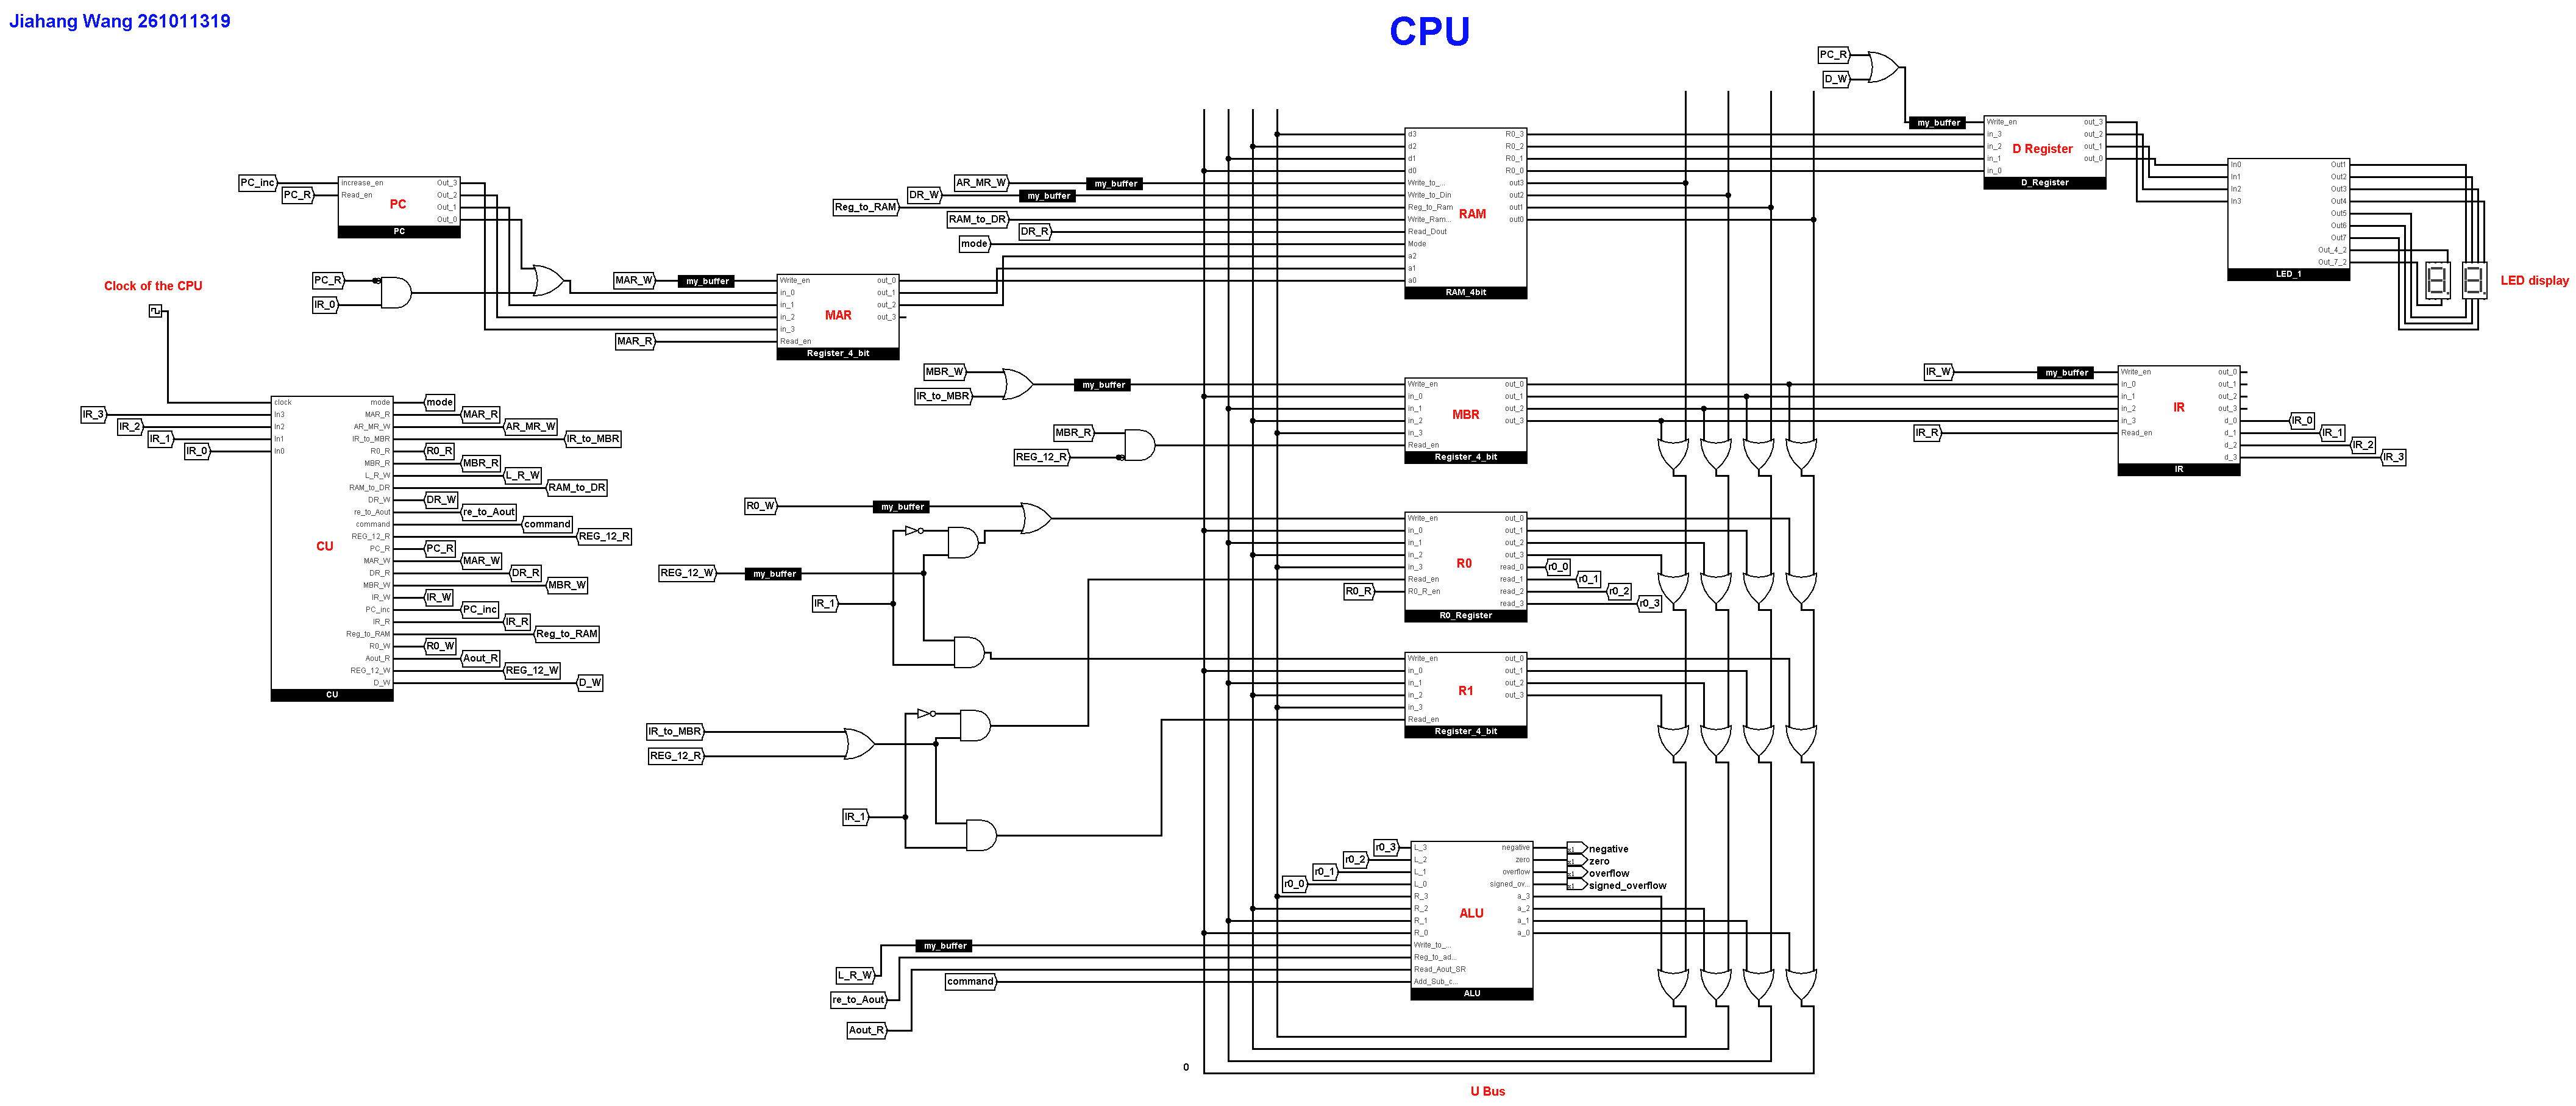 Jiahang Wang 261011319
CPU
PC_R
D_W
my_buffer
Write_en out_3
in_3 out_2
in_2 out_1
in_1 out_0
in_0
D Register
D_Register
In0 Out1
In1 Out2
In2 Out3
In3 Out4
Out5
Out6
Out7
Out_4_2
Out_7_2
LED_1
LED display
PC_inc
PC_R
increase_en Out_3
Read_en Out_2
Out_1
Out_0
PC
PC
PC_R
IR_0
Clock of the CPU
MAR_W
my_buffer
MAR_R
Write_en out_0
in_0 out_1
in_1 out_2
in_2 out_3
in_3
Read_en
MAR
Register_4_bit
AR_MR_W
my_buffer
DR_W
my_buffer
Reg_to_RAM
RAM_to_DR
DR_R
mode
d3 R0_3
d2 R0_2
d1 R0_1
d0 R0_0
Write_to_... out3
Write_to_Din out2
Reg_to_Ram out1
Write_Ram... out0
Read_Dout
Mode
a2
a1
a0
RAM
RAM_4bit
IR_3
IR_2
IR_1
IR_0
clock mode
In3 MAR_R
In2 AR_MR_W
In1 IR_to_MBR
In0 R0_R
MBR_R
L_R_W
RAM_to_DR
DR_W
re_to_Aout
command
REG_12_R
PC_R
MAR_W
DR_R
MBR_W
IR_W
PC_inc
IR_R
Reg_to_RAM
R0_W
Aout_R
REG_12_W
D_W
CU
CU
mode
MAR_R
AR_MR_W
IR_to_MBR
R0_R
MBR_R
L_R_W
RAM_to_DR
DR_W
re_to_Aout
command
REG_12_R
PC_R
MAR_W
DR_R
MBR_W
IR_W
PC_inc
IR_R
Reg_to_RAM
R0_W
Aout_R
REG_12_W
D_W
MBR_W
IR_to_MBR
my_buffer
MBR_R
REG_12_R
Write_en out_0
in_0 out_1
in_1 out_2
in_2 out_3
in_3
Read_en
MBR
Register_4_bit
IR_W
my_buffer
IR_R
Write_en out_0
in_0 out_1
in_1 out_2
in_2 out_3
in_3 d_0
Read_en d_1
d_2
d_3
IR
IR
IR_0
IR_1
IR_2
IR_3
R0_W
my_buffer
REG_12_W
my_buffer
IR_1
R0_R
Write_en out_0
in_0 out_1
in_1 out_2
in_2 out_3
in_3 read_0
Read_en read_1
R0_R_en read_2
read_3
R0
R0_Register
r0_0
r0_1
r0_2
r0_3
Write_en out_0
in_0 out_1
in_1 out_2
in_2 out_3
in_3
Read_en
R1
Register_4_bit
IR_to_MBR
REG_12_R
IR_1
r0_3
r0_2
r0_1
r0_0
L_3 negative
L_2 zero
L_1 overflow
L_0 signed_ov...
R_3 a_3
R_2 a_2
R_1 a_1
R_0 a_0
Write_to_...
Reg_to_ad...
Read_Aout_SR
Add_Sub_c...
ALU
ALU
x1 negative
x1 zero
x1 overflow
x1 signed_overflow
my_buffer
L_R_W
re_to_Aout
command
Aout_R
0
U Bus